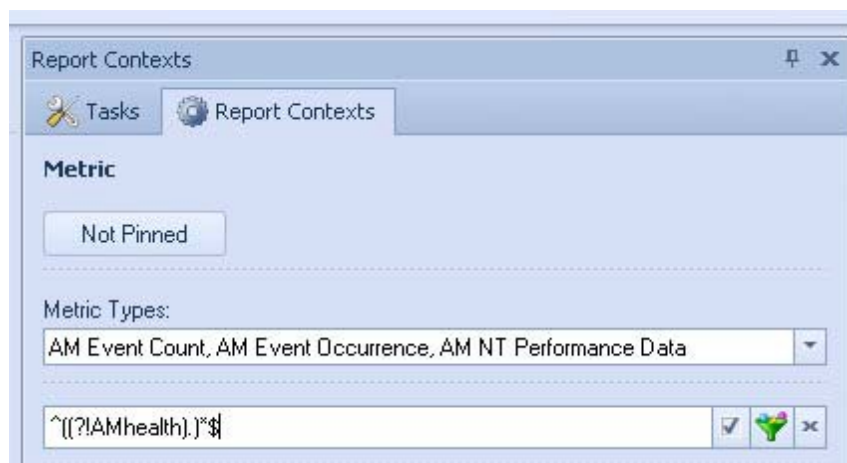 Report Contexts
Tasks Report Contexts
Metric
Not Pinned
Metric Types:
AM Event Count, AM Event Occurrence, AM NT Performance Data
^((?!AMhealth).)*$